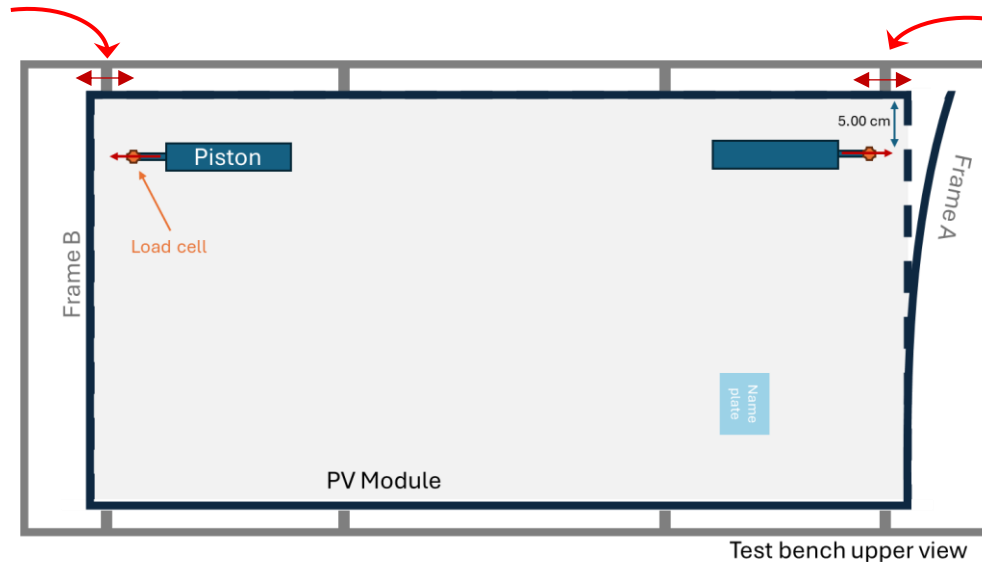 5.00 cm
Piston
Frame A
Load cell
Frame B
Name
plate
PV Module
Test bench upper view